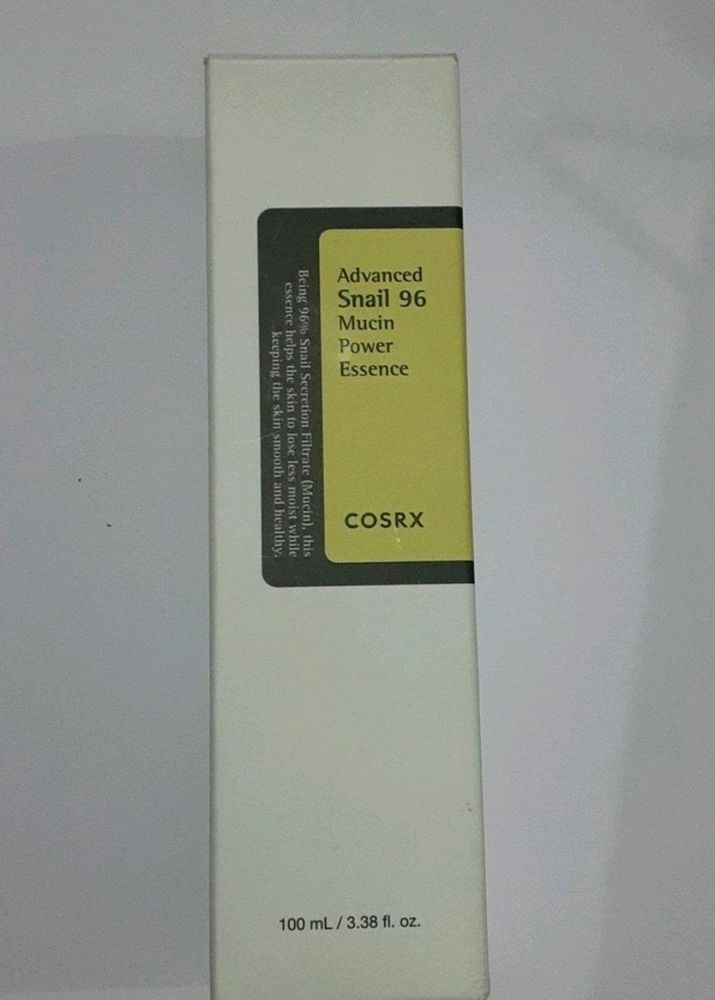 Advanced
Snail 96
Mucin
Power
Essence
COSRX
Being 96% Snail Secretion Filtrate (Mucin), this
essence helps the skin to lose less moist while
keeping the skin smooth and healthy.
100 mL / 3.38 fl. oz.